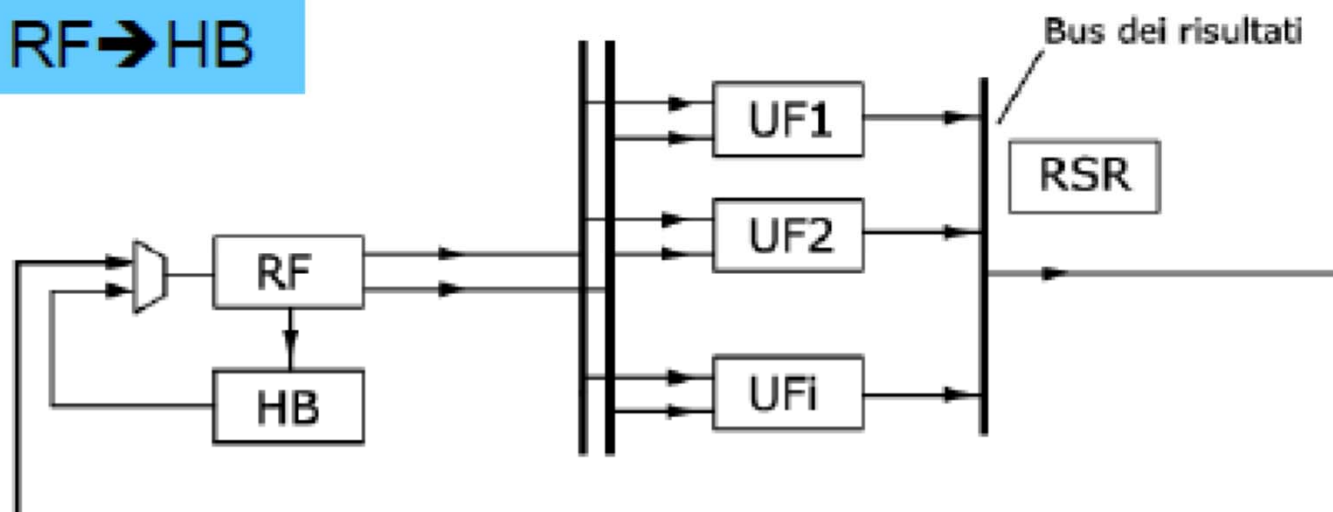 RF➔HB
Bus dei risultati
UF1
RSR
UF2
RF
UFi
HB